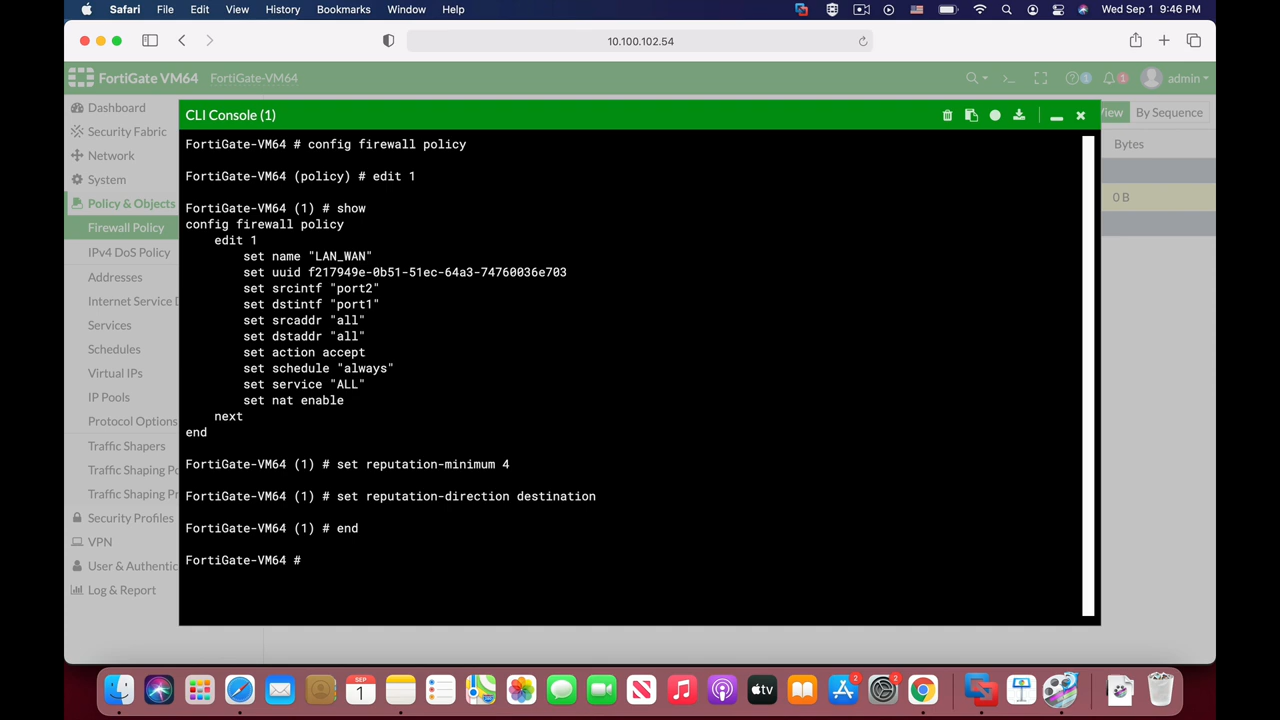 Safari File Edit View History Bookmarks Window Help Wed Sep 1 9:46 PM
10.100.102.54
FortiGate VM64 FortiGate-VM64 >_ 1 1 admin
Dashboard
Security Fabric
Network
System
Policy & Objects
Firewall Policy
IPv4 DoS Policy
Addresses
Internet Service D
Services
Schedules
Virtual IPs
IP Pools
Protocol Options
Traffic Shapers
Traffic Shaping Po
Traffic Shaping Pr
Security Profiles
VPN
User & Authentic
Log & Report
CLI Console (1)
FortiGate-VM64 # config firewall policy
FortiGate-VM64 (policy) # edit 1
FortiGate-VM64 (1) # show
config firewall policy
edit 1
set name "LAN_WAN"
set uuid f217949e-0b51-51ec-64a3-74760036e703
set srcintf "port2"
set dstintf "port1"
set srcaddr "all"
set dstaddr "all"
set action accept
set schedule "always"
set service "ALL"
set nat enable
next
end
FortiGate-VM64 (1) # set reputation-minimum 4
FortiGate-VM64 (1) # set reputation-direction destination
FortiGate-VM64 (1) # end
FortiGate-VM64 #
View By Sequence
Bytes
0 B
SEP
1
tv
2
2